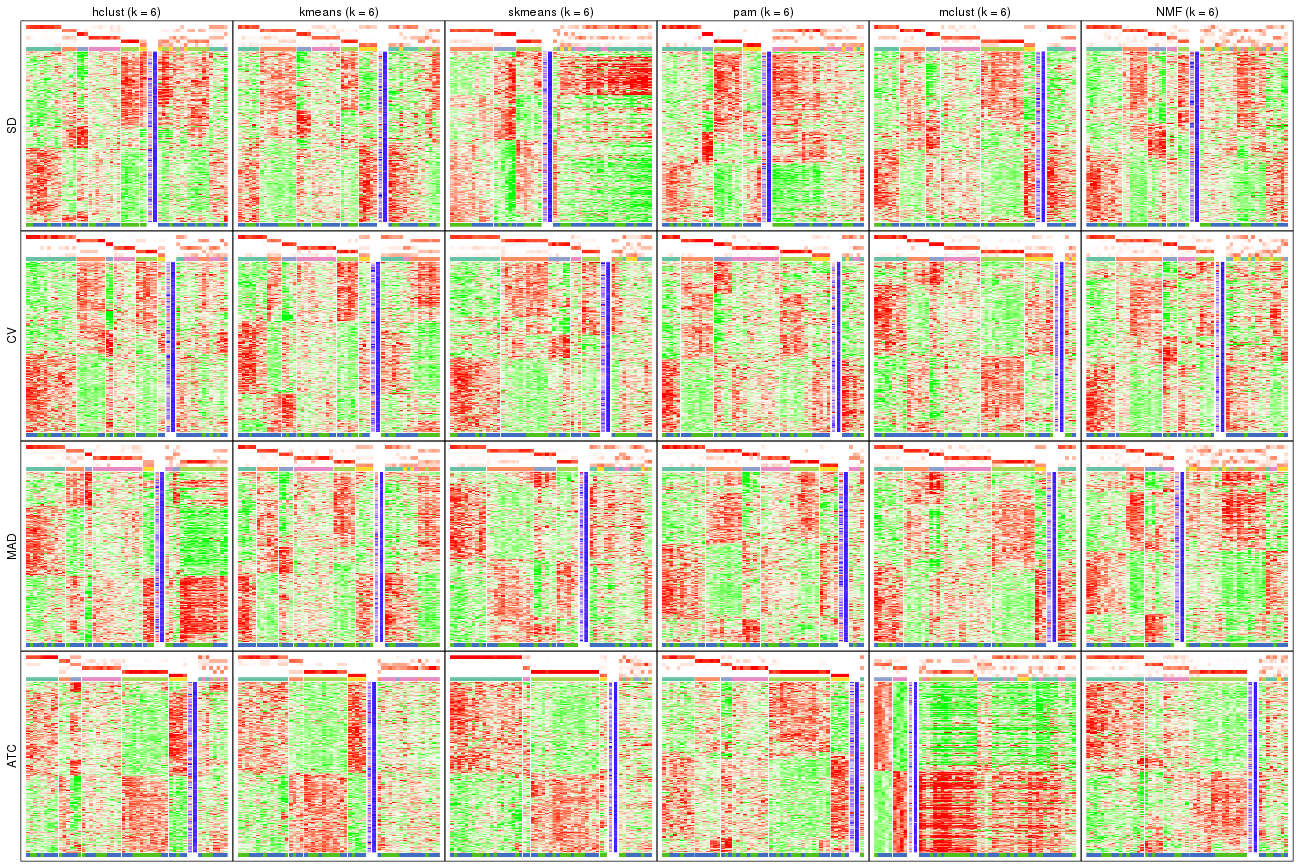 hclust (k = 6)
kmeans (k = 6)
skmeans (k = 6)
pam (k = 6)
mclust (k = 6)
NMF (k = 6)
SD
CV
MAD
ATC